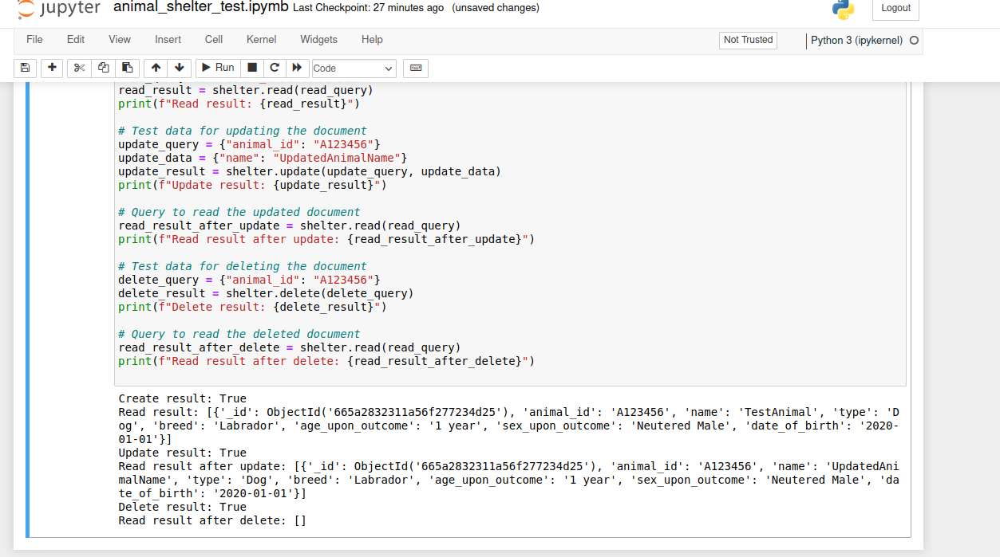 jupyter animal_shelter_test.ipymb Last Checkpoint: 27 minutes ago (unsaved changes) Logout
File Edit View Insert Cell Kernel Widgets Help Not Trusted Python 3 (ipykernel)
Run Code
read_result = shelter.read(read_query)
print(f"Read result: {read_result}")
# Test data for updating the document
update_query = {"animal_id": "A123456"}
update_data = {"name": "UpdatedAnimalName"}
update_result = shelter.update(update_query, update_data)
print(f"Update result: {update_result}")
# Query to read the updated document
read_result_after_update = shelter.read(read_query)
print(f"Read result after update: {read_result_after_update}")
# Test data for deleting the document
delete_query = {"animal_id": "A123456"}
delete_result = shelter.delete(delete_query)
print(f"Delete result: {delete_result}")
# Query to read the deleted document
read_result_after_delete = shelter.read(read_query)
print(f"Read result after delete: {read_result_after_delete}")
Create result: True
Read result: [{'_id': ObjectId('665a2832311a56f277234d25'), 'animal_id': 'A123456', 'name': 'TestAnimal', 'type': 'D
og', 'breed': 'Labrador', 'age_upon_outcome': '1 year', 'sex_upon_outcome': 'Neutered Male', 'date_of_birth': '2020-
01-01'}]
Update result: True
Read result after update: [{'_id': ObjectId('665a2832311a56f277234d25'), 'animal_id': 'A123456', 'name': 'UpdatedAni
malName', 'type': 'Dog', 'breed': 'Labrador', 'age_upon_outcome': '1 year', 'sex_upon_outcome': 'Neutered Male', 'da
te_of_birth': '2020-01-01'}]
Delete result: True
Read result after delete: []